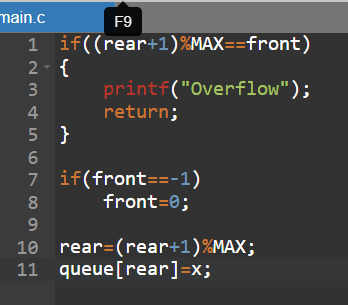 main.c
F9
1 if((rear+1)%MAX==front)
2 {
3     printf("Overflow");
4     return;
5 }
6
7 if(front==-1)
8     front=0;
9
10 rear=(rear+1)%MAX;
11 queue[rear]=x;